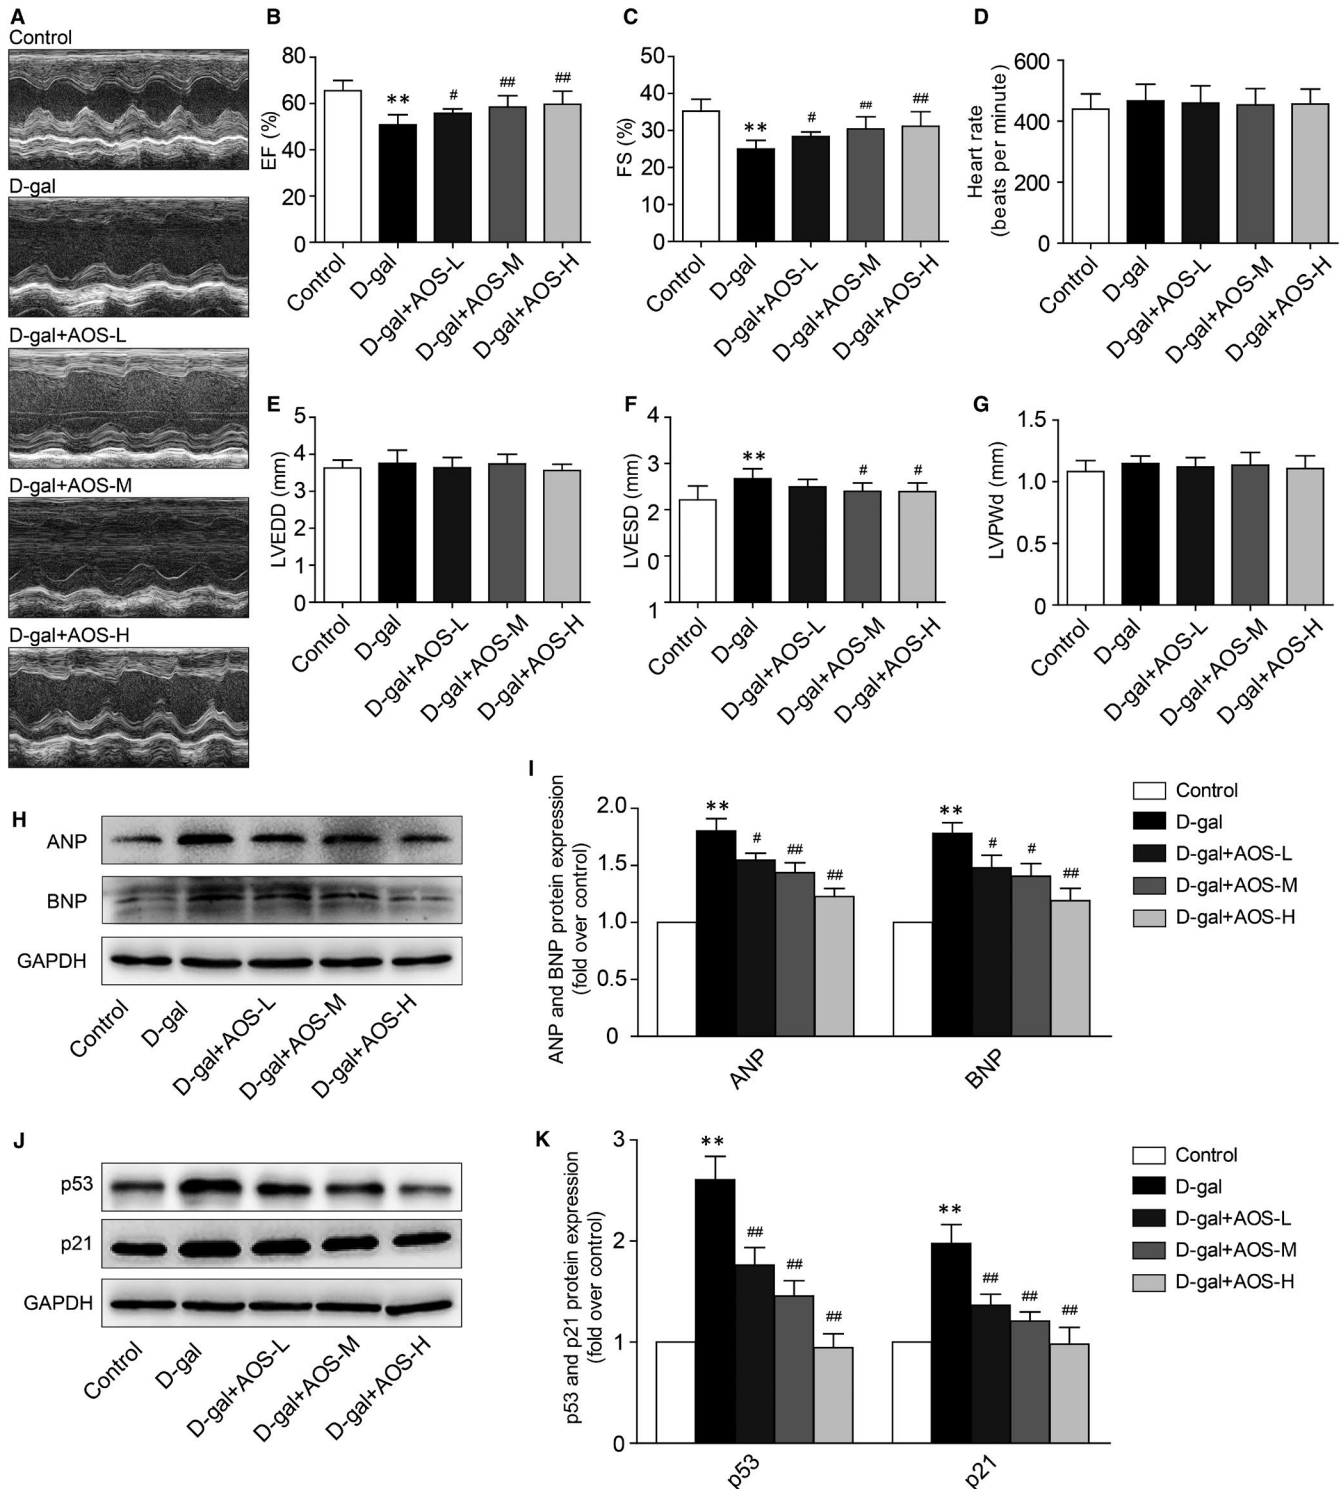 A
Control
D-gal
D-gal+AOS-L
D-gal+AOS-M
D-gal+AOS-H
B
EF (%)
80
60
40
20
0
**
#
##
##
Control
D-gal
D-gal+AOS-L
D-gal+AOS-M
D-gal+AOS-H
C
FS (%)
50
40
30
20
10
0
**
#
##
##
Control
D-gal
D-gal+AOS-L
D-gal+AOS-M
D-gal+AOS-H
D
Heart rate
(beats per minute)
600
400
200
0
Control
D-gal
D-gal+AOS-L
D-gal+AOS-M
D-gal+AOS-H
E
LVEDD (mm)
5
4
3
2
1
0
Control
D-gal
D-gal+AOS-L
D-gal+AOS-M
D-gal+AOS-H
F
LVESD (mm)
4
3
2
0
1
**
#
#
Control
D-gal
D-gal+AOS-L
D-gal+AOS-M
D-gal+AOS-H
G
LVPWd (mm)
1.5
1.0
0.5
0
Control
D-gal
D-gal+AOS-L
D-gal+AOS-M
D-gal+AOS-H
H
ANP
BNP
GAPDH
Control
D-gal
D-gal+AOS-L
D-gal+AOS-M
D-gal+AOS-H
I
ANP and BNP protein expression
(fold over control)
2.0
1.5
1.0
0.5
0
**
#
##
##
**
#
#
##
ANP
BNP
Control
D-gal
D-gal+AOS-L
D-gal+AOS-M
D-gal+AOS-H
J
p53
p21
GAPDH
Control
D-gal
D-gal+AOS-L
D-gal+AOS-M
D-gal+AOS-H
K
p53 and p21 protein expression
(fold over control)
3
2
1
0
**
##
##
##
**
##
##
##
p53
p21
Control
D-gal
D-gal+AOS-L
D-gal+AOS-M
D-gal+AOS-H